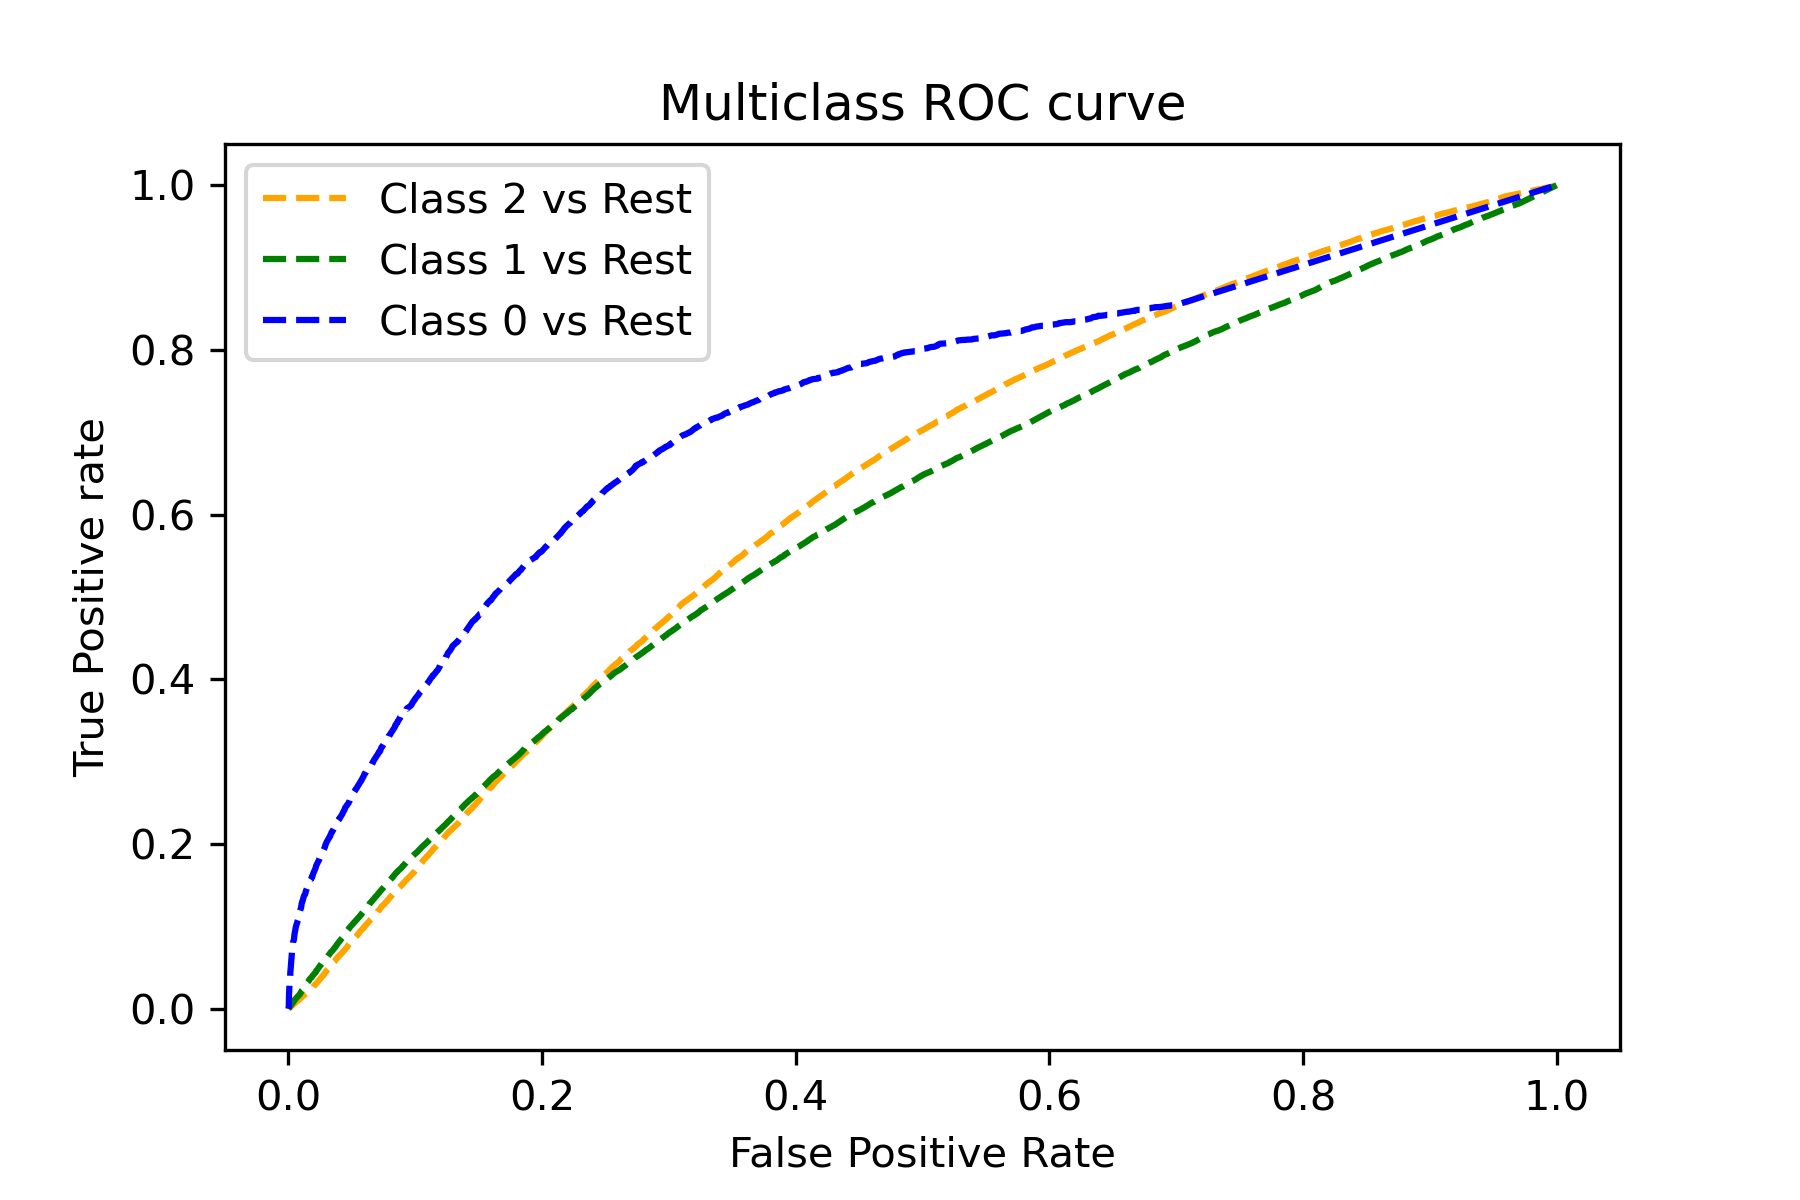 Multiclass ROC curve
Class 2 vs Rest
Class 1 vs Rest
Class 0 vs Rest
True Positive rate
1.0
0.8
0.6
0.4
0.2
0.0
0.0 0.2 0.4 0.6 0.8 1.0
False Positive Rate